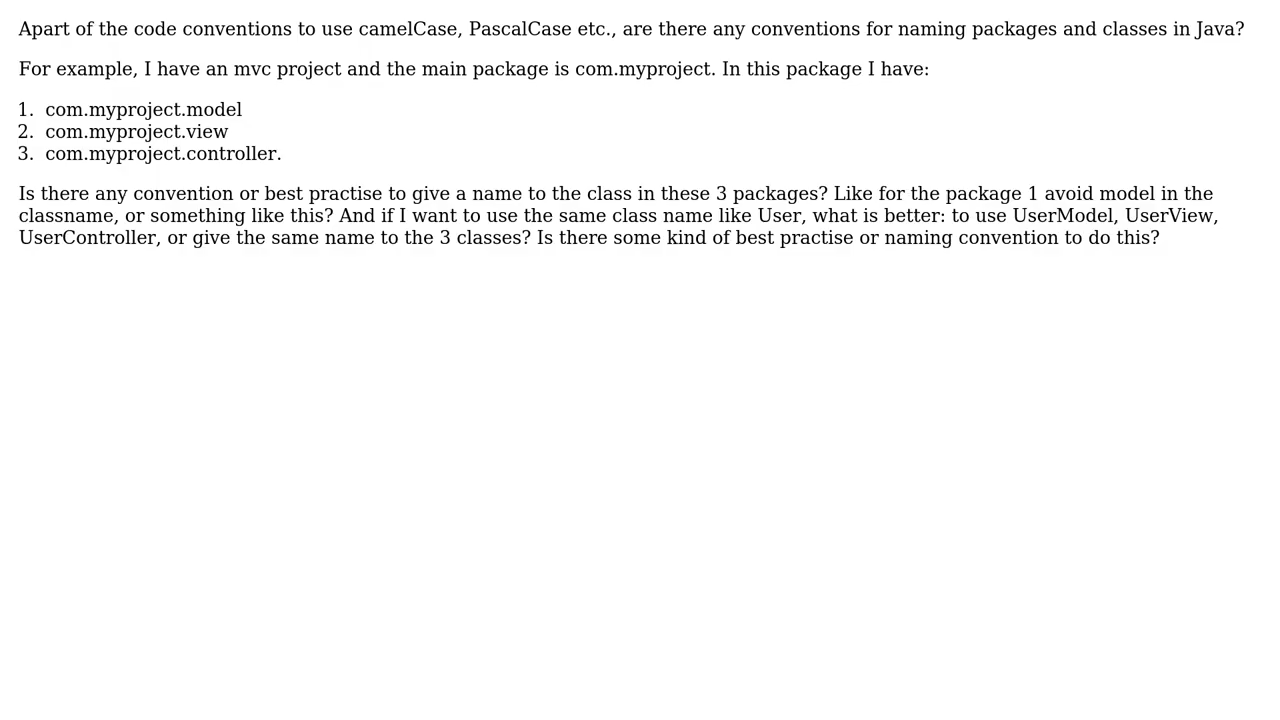 Apart of the code conventions to use camelCase, PascalCase etc., are there any conventions for naming packages and classes in Java?
For example, I have an mvc project and the main package is com.myproject. In this package I have:
1. com.myproject.model
2. com.myproject.view
3. com.myproject.controller.
Is there any convention or best practise to give a name to the class in these 3 packages? Like for the package 1 avoid model in the
classname, or something like this? And if I want to use the same class name like User, what is better: to use UserModel, UserView,
UserController, or give the same name to the 3 classes? Is there some kind of best practise or naming convention to do this?